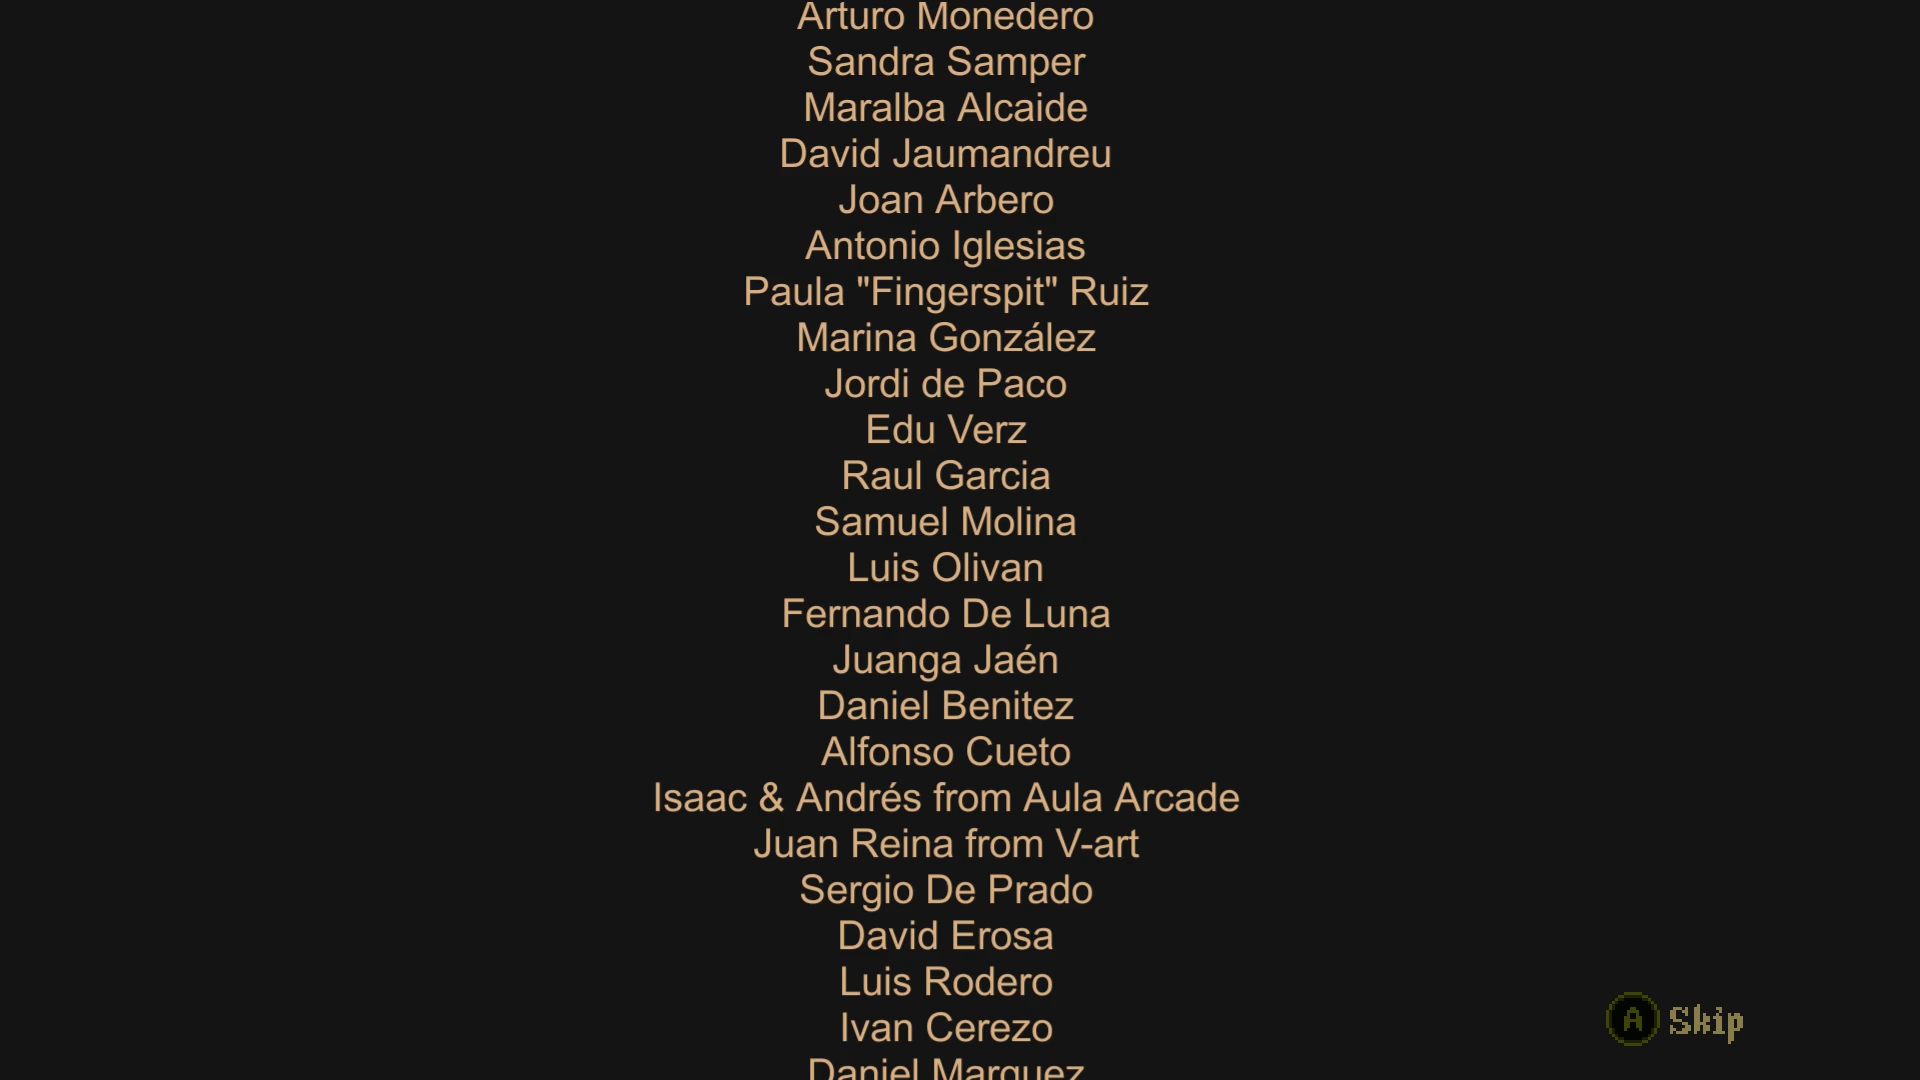 Arturo Monedero
Sandra Samper
Maralba Alcaide
David Jaumandreu
Joan Arbero
Antonio Iglesias
Paula "Fingerspit" Ruiz
Marina González
Jordi de Paco
Edu Verz
Raul Garcia
Samuel Molina
Luis Olivan
Fernando De Luna
Juanga Jaén
Daniel Benitez
Alfonso Cueto
Isaac & Andrés from Aula Arcade
Juan Reina from V-art
Sergio De Prado
David Erosa
Luis Rodero
Ivan Cerezo
A Skip
Daniel Marquez